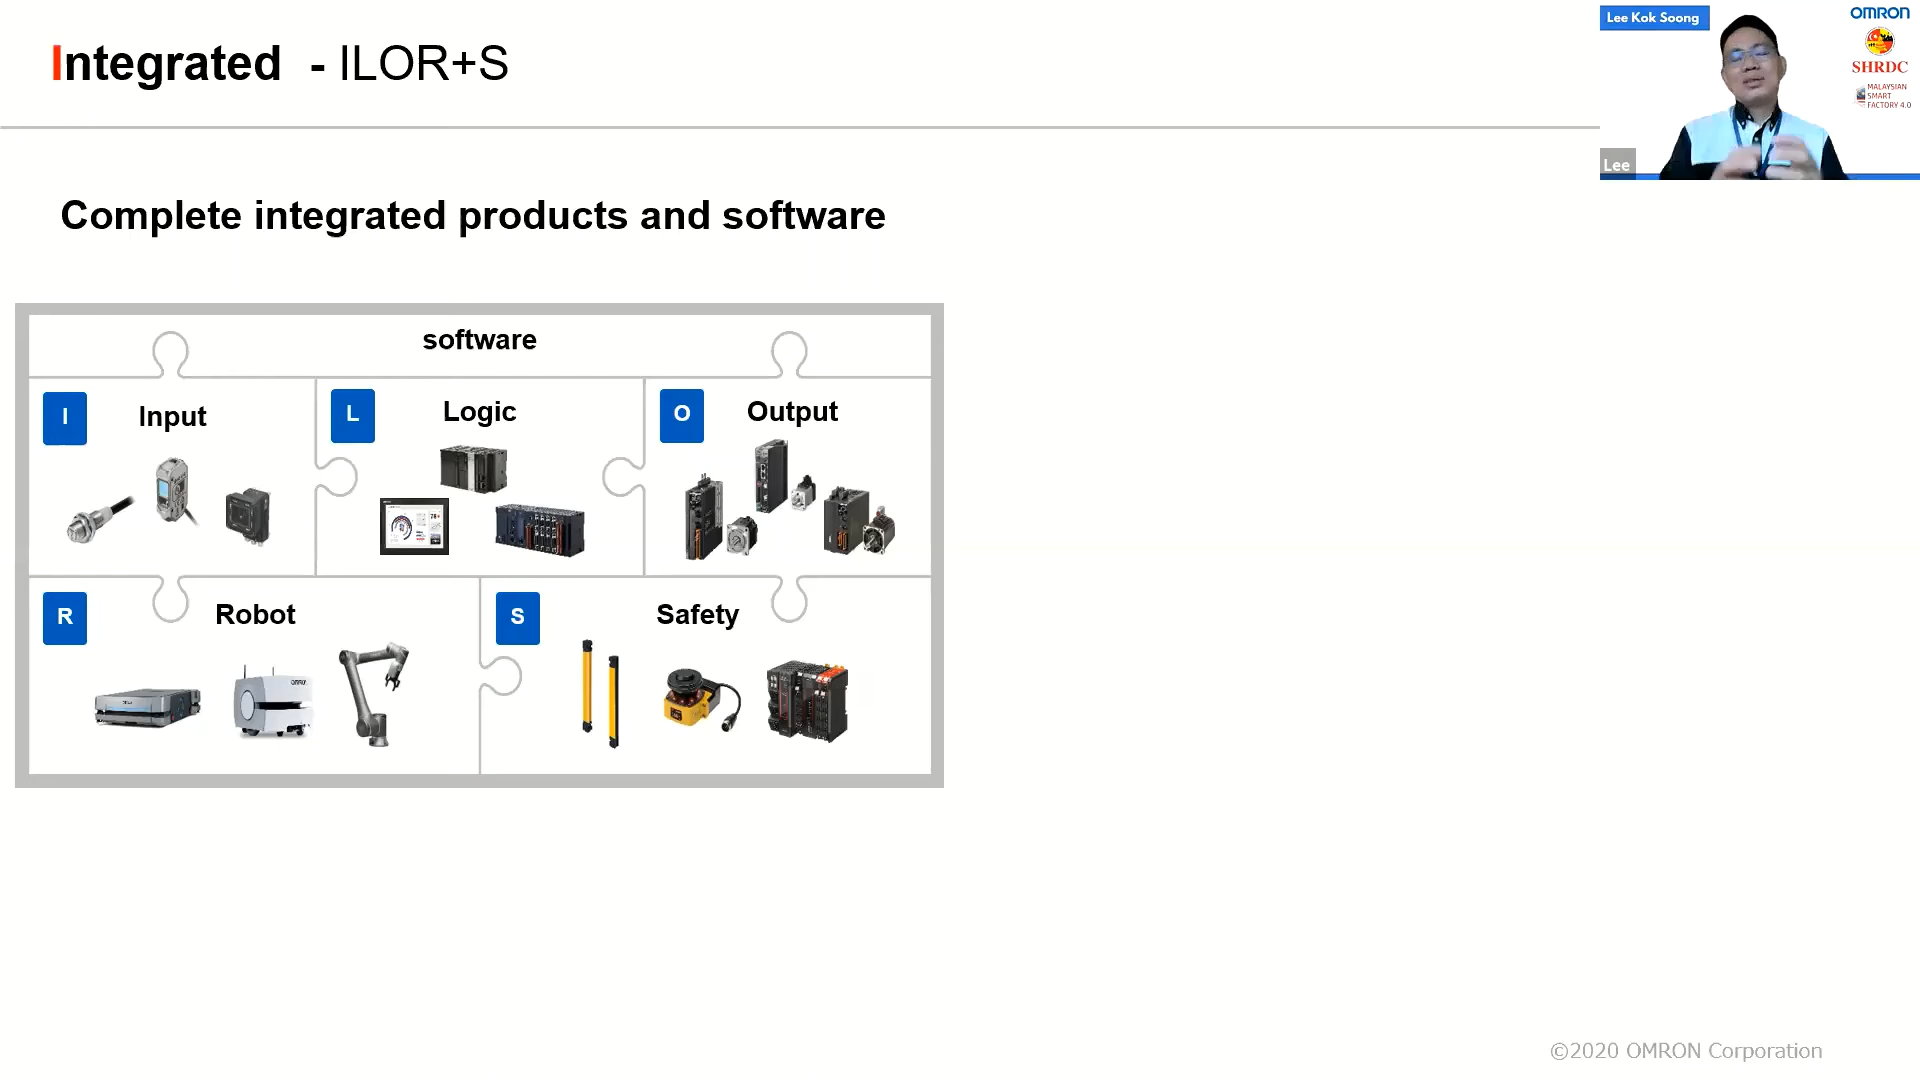 Integrated - ILOR+S
Lee Kok Soong
OMRON
SHRDC
MALAYSIAN
SMART
FACTORY 4.0
Lee
Complete integrated products and software
software
I Input
L Logic
O Output
R Robot
S Safety
©2020 OMRON Corporation